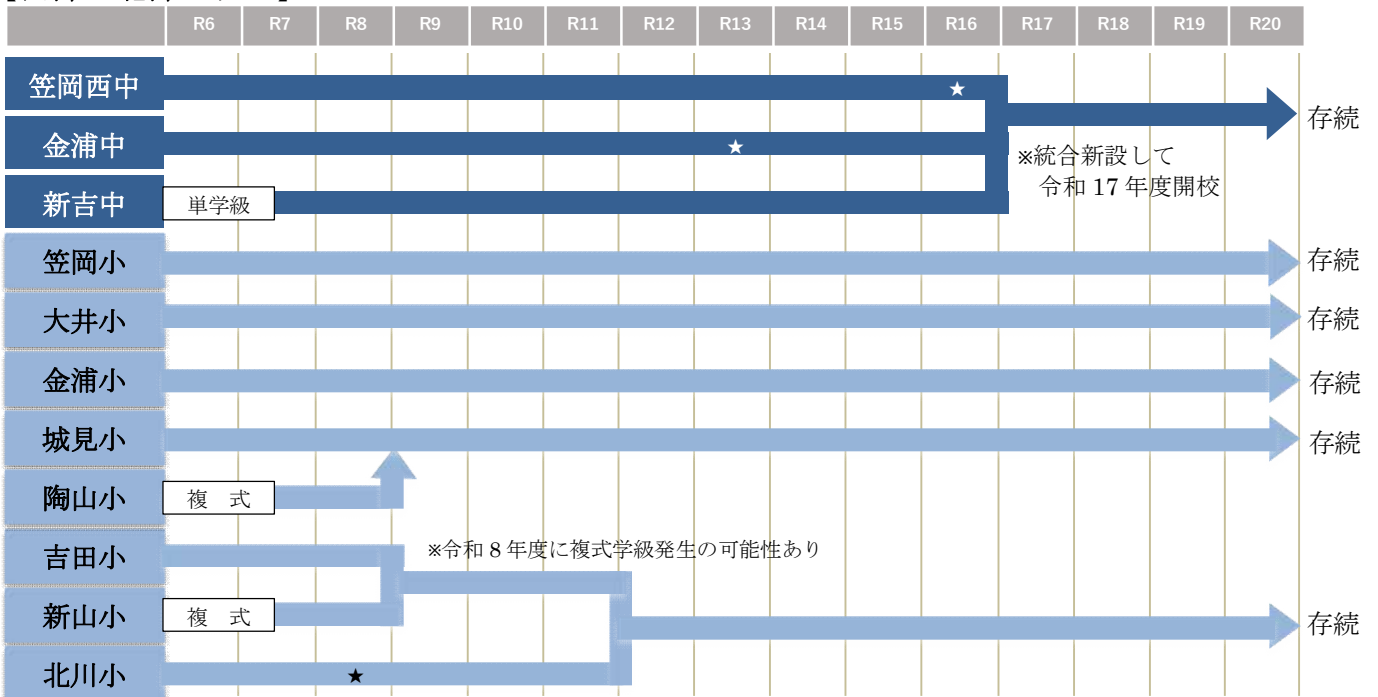 R6 R7 R8 R9 R10 R11 R12 R13 R14 R15 R16 R17 R18 R19 R20
笠岡西中 ★
存続
金浦中 ★
※統合新設して
令和 17 年度開校
新吉中 単学級
笠岡小 存続
大井小 存続
金浦小 存続
城見小 存続
陶山小 複 式
吉田小 ※令和 8 年度に複式学級発生の可能性あり
新山小 複 式 存続
北川小 ★